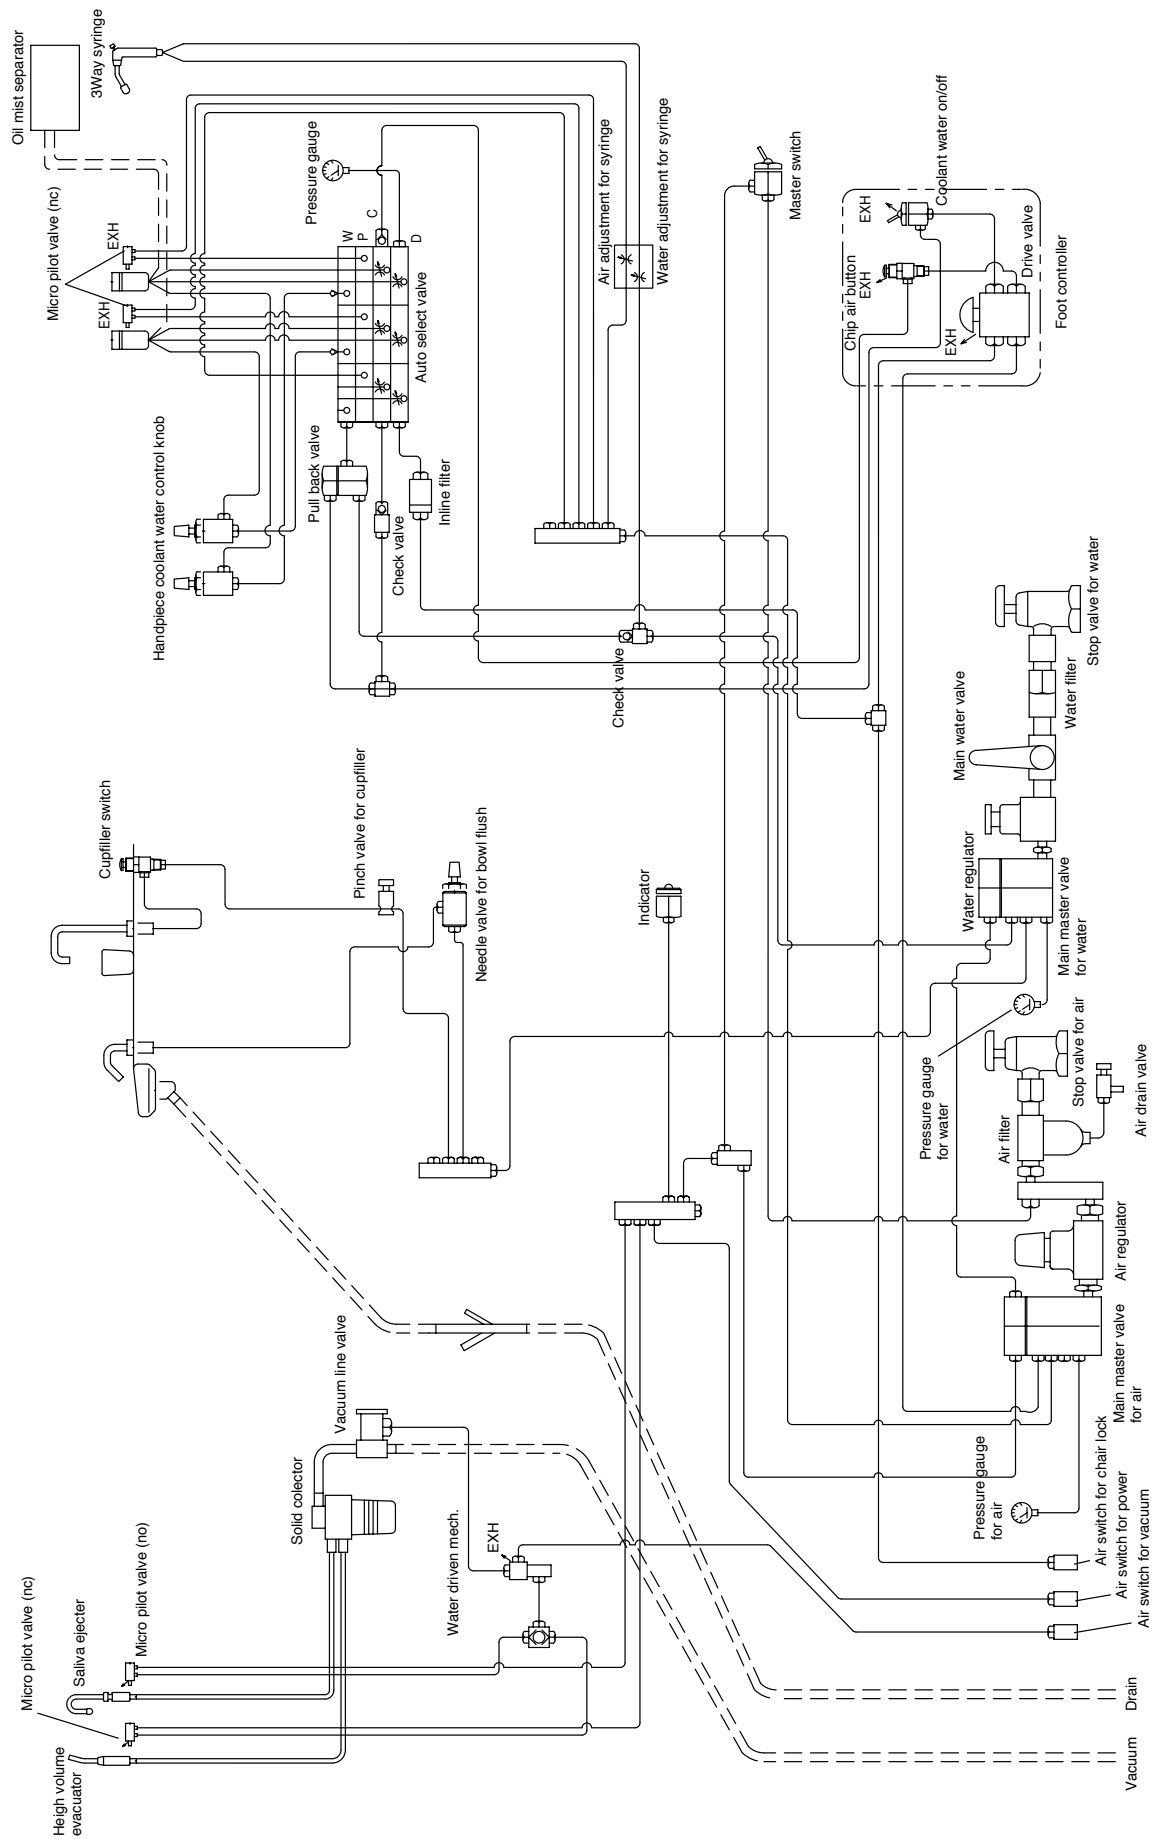 Oil mist separator
3Way syringe
Micro pilot valve (nc)
EXH
EXH
Pressure gauge
W
P
C
D
Auto select valve
Handpiece coolant water control knob
Pull back valve
Check valve
Inline filter
Air adjustment for syringe
Water adjustment for syringe
Check valve
Master switch
Coolant water on/off
EXH
Chip air button
EXH
EXH
Drive valve
Foot controller
Stop valve for water
Water filter
Main water valve
Water regulator
Main master valve
for water
Cupfiller switch
Pinch valve for cupfiller
Needle valve for bowl flush
Indicator
Pressure gauge
for water
Stop valve for air
Air filter
Air drain valve
Air regulator
Main master valve
for air
Pressure gauge
for air
Air switch for chair lock
Air switch for power
Air switch for vacuum
Vacuum line valve
Solid colector
Water driven mech.
EXH
Micro pilot valve (no)
Saliva ejecter
Micro pilot valve (nc)
Heigh volume
evacuator
Drain
Vacuum